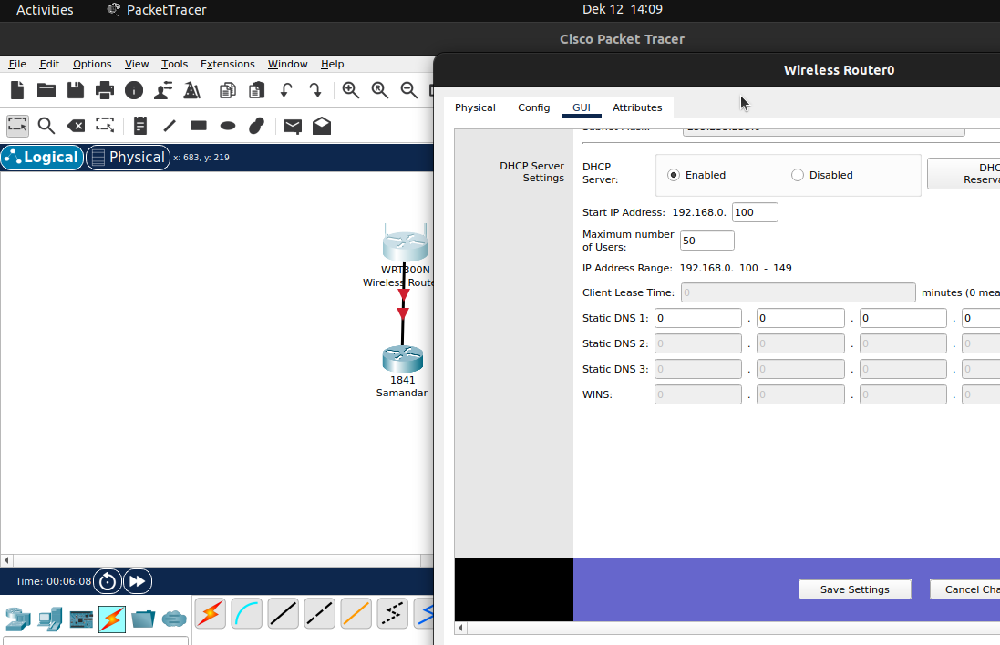 Activities PacketTracer Dek 12 14:09
Cisco Packet Tracer
File Edit Options View Tools Extensions Window Help
Wireless Router0
Physical Config GUI Attributes
Logical Physical x: 683, y: 219
DHCP Server Settings
DHCP Server: Enabled Disabled
Start IP Address: 192.168.0. 100
Maximum number of Users: 50
IP Address Range: 192.168.0. 100 - 149
Client Lease Time: 0 minutes (0 mea
Static DNS 1: 0 . 0 . 0 . 0
Static DNS 2: 0 . 0 . 0 . 0
Static DNS 3: 0 . 0 . 0 . 0
WINS: 0 . 0 . 0 . 0
DHC
Reserva
WRT300N
Wireless Route
1841
Samandar
Save Settings Cancel Cha
Time: 00:06:08